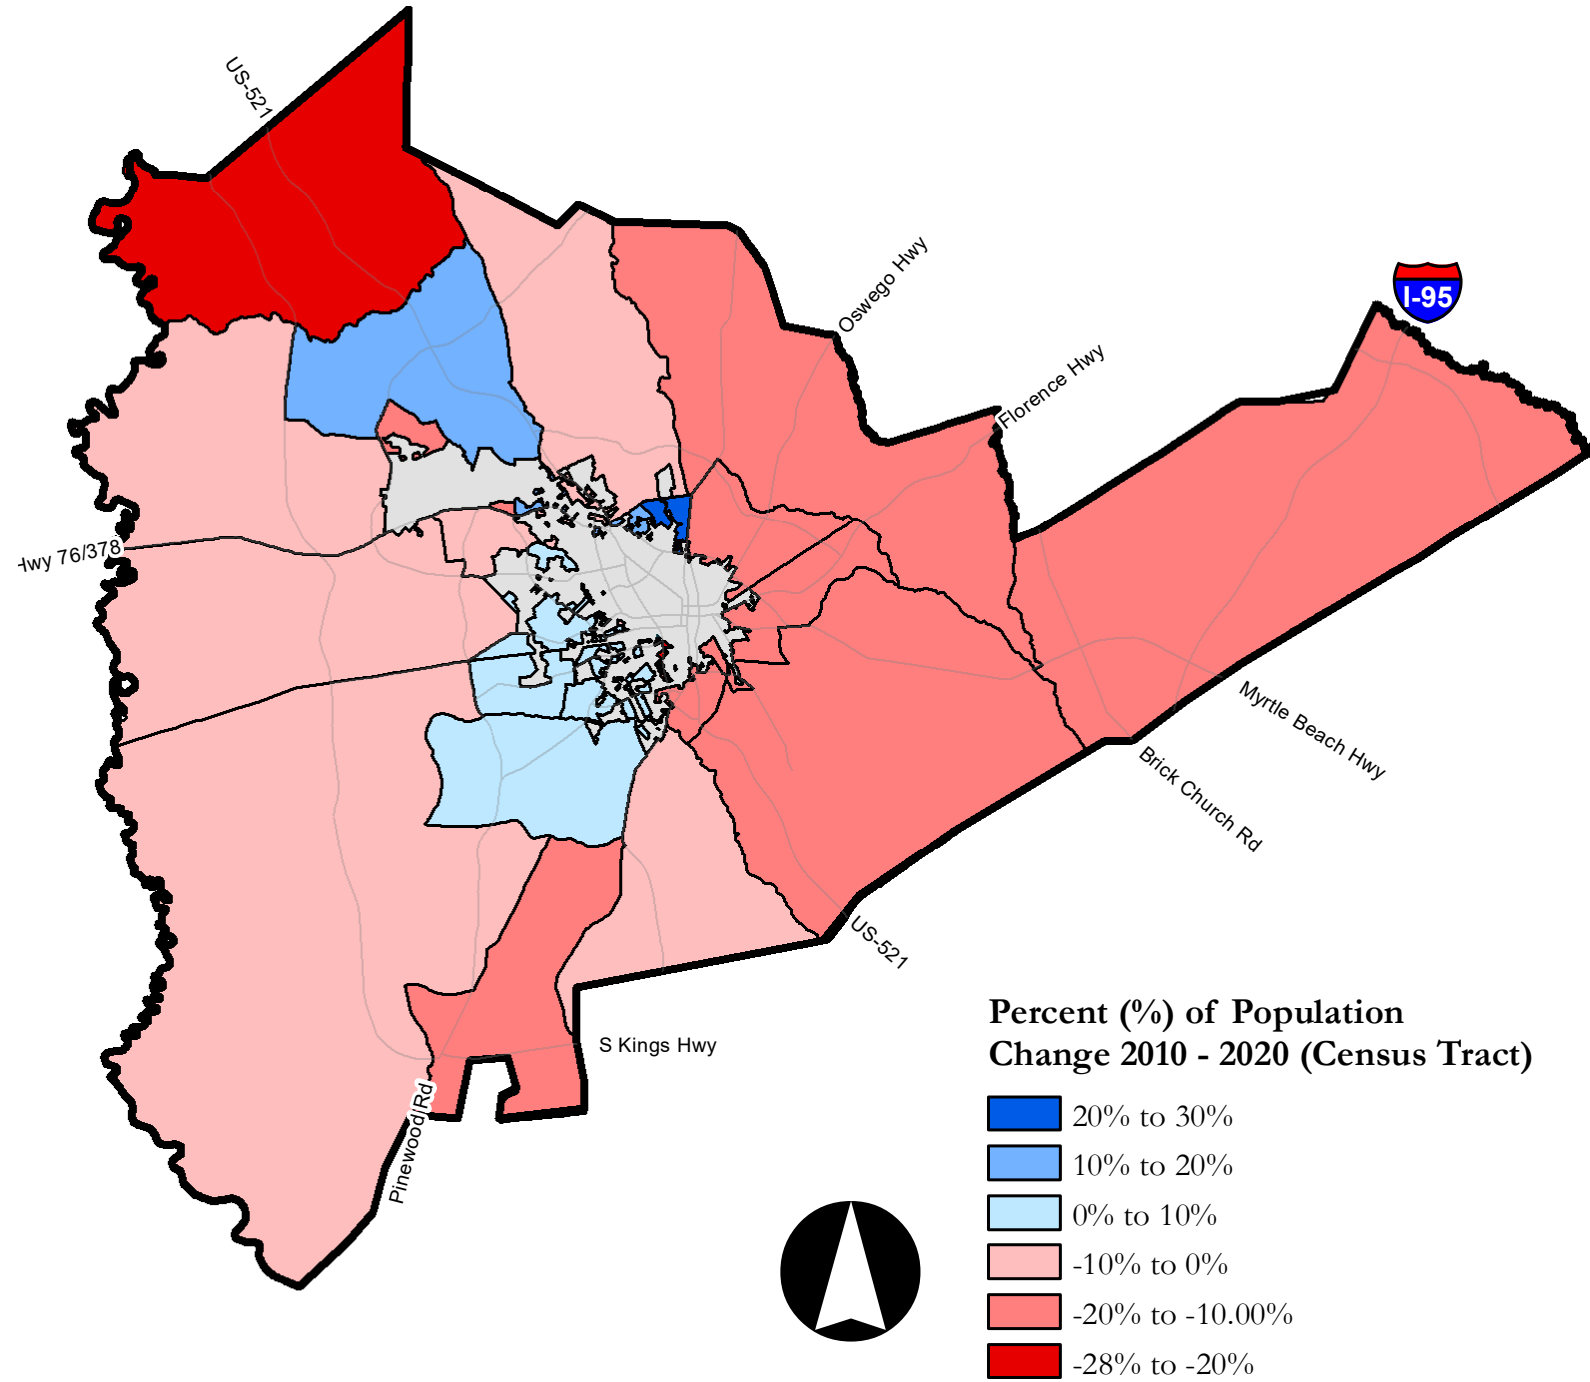 US-521
Oswego Hwy
I-95
Florence Hwy
Hwy 76/378
Myrtle Beach Hwy
Brick Church Rd
US-521
S Kings Hwy
Pinewood Rd
Percent (%) of Population
Change 2010 - 2020 (Census Tract)
20% to 30%
10% to 20%
0% to 10%
-10% to 0%
-20% to -10.00%
-28% to -20%